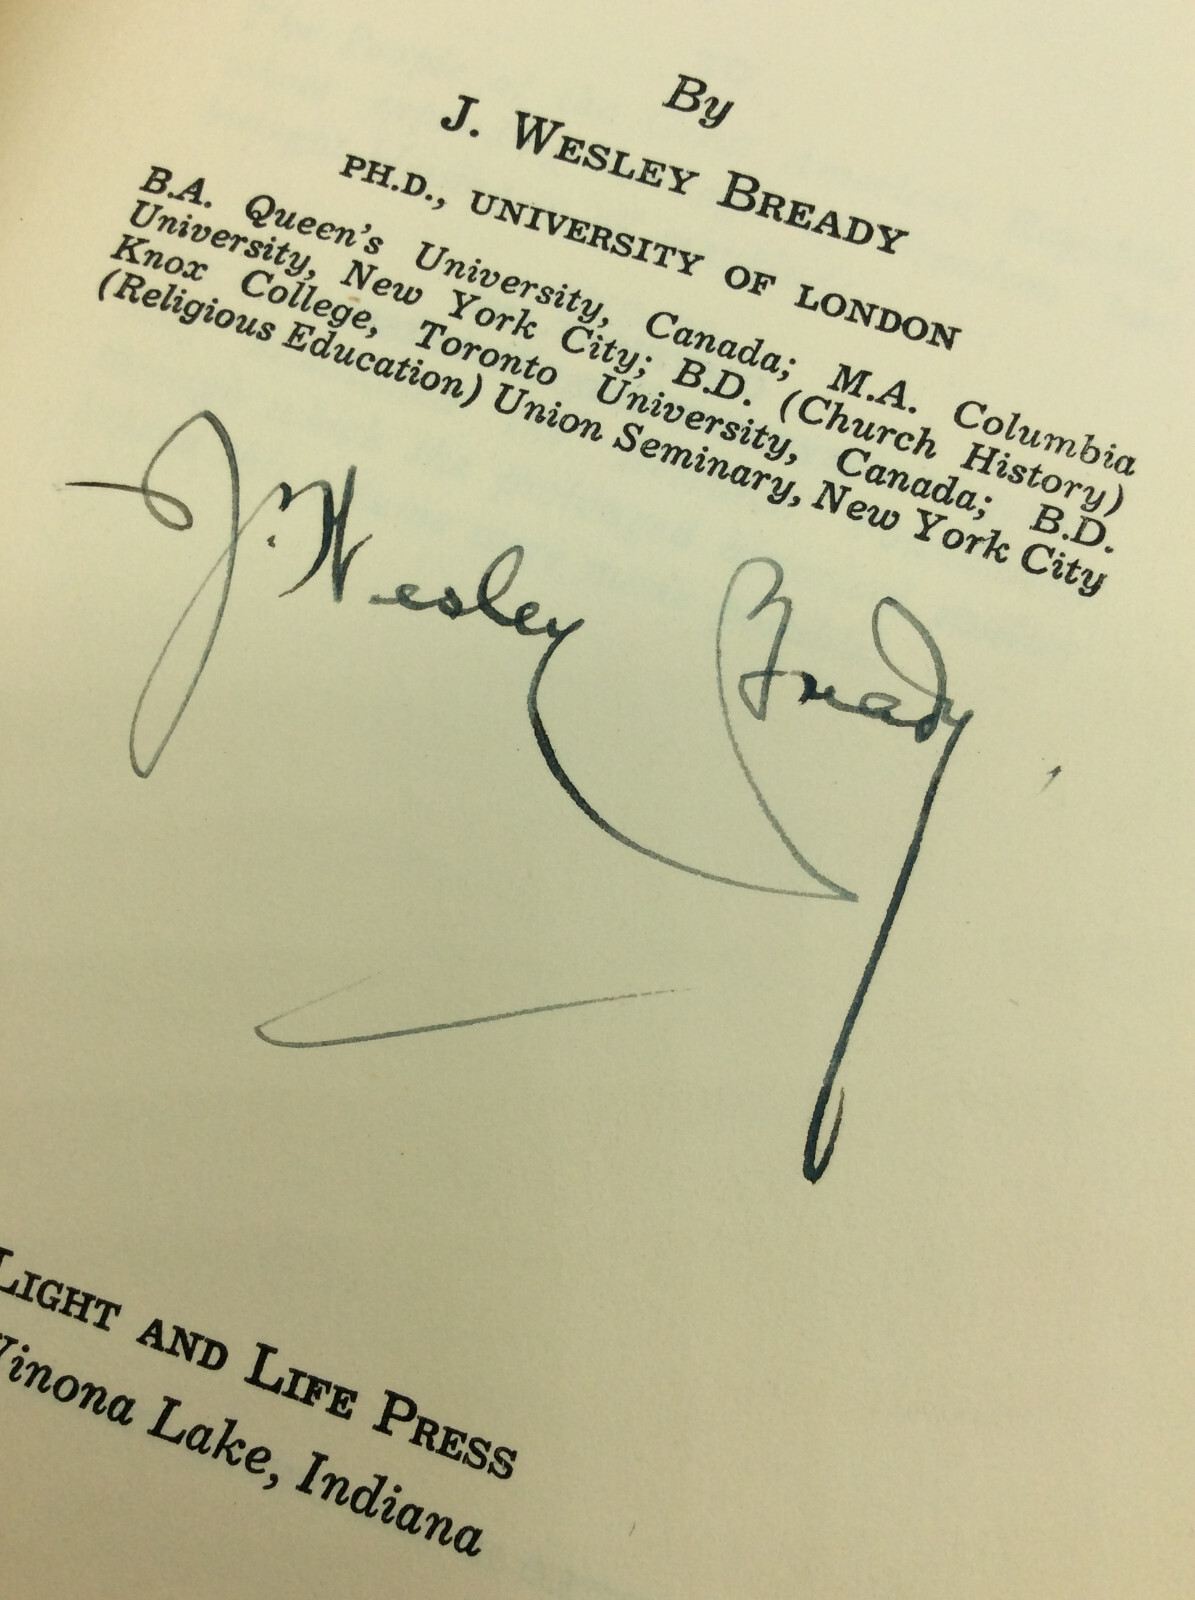 By
J. WESLEY BREADY
PH.D., UNIVERSITY OF LONDON
B.A. Queen's University, Canada; M.A. Columbia
University, New York City; B.D. (Church History)
Knox College, Toronto University, Canada; B.D.
(Religious Education) Union Seminary, New York City
J. Wesley Bready
LIGHT AND LIFE PRESS
Winona Lake, Indiana